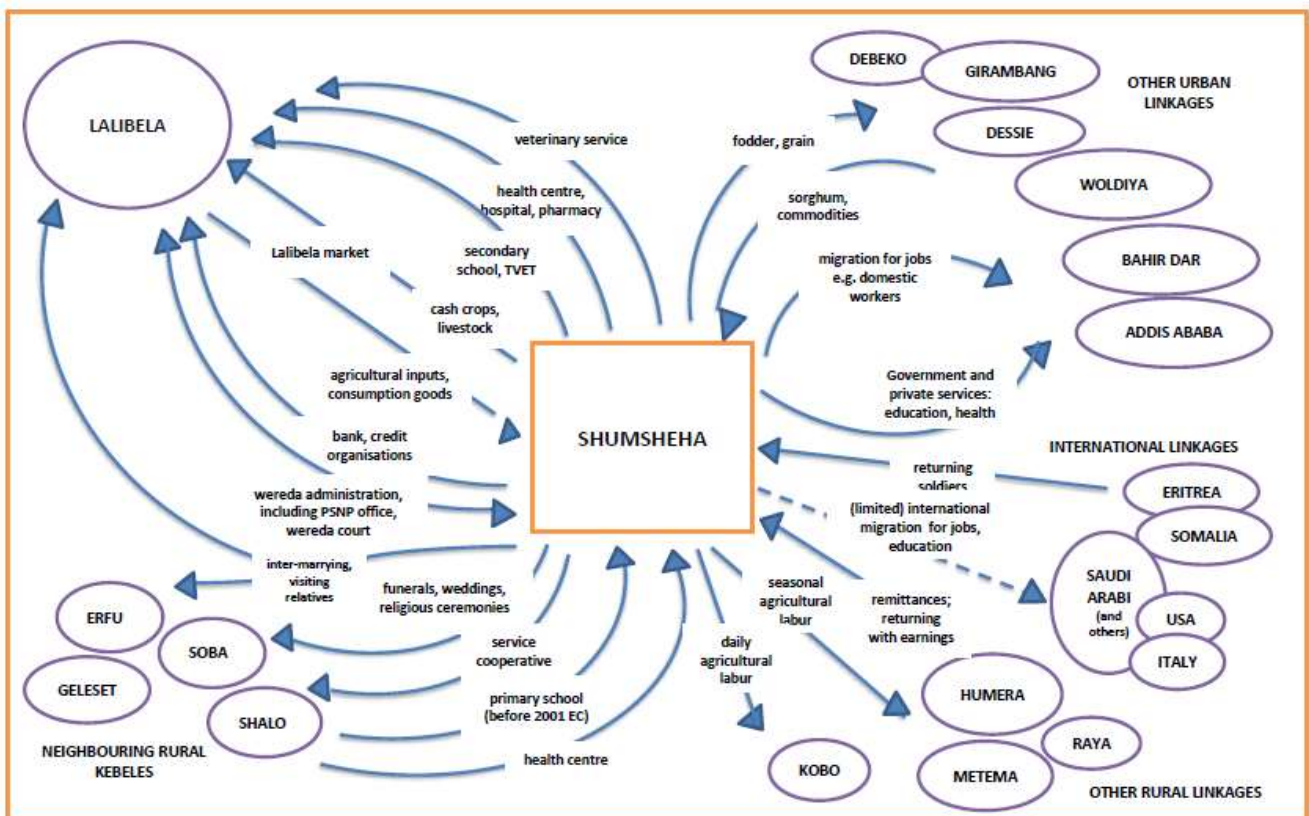 LALIBELA
veterinary service
health centre,
hospital, pharmacy
secondary
school, TVET
Lalibela market
cash crops,
livestock
agricultural inputs,
consumption goods
bank, credit
organisations
wereda administration,
including PSNP office,
wereda court
inter-marrying,
visiting
relatives
funerals, weddings,
religious ceremonies
service
cooperative
primary school
(before 2001 EC)
health centre
ERFU
SOBA
GELESET
SHALO
NEIGHBOURING RURAL
KEBELES
SHUMSHEHA
DEBEKO
GIRAMBANG
OTHER URBAN
LINKAGES
DESSIE
WOLDIYA
BAHIR DAR
ADDIS ABABA
fodder, grain
sorghum,
commodities
migration for jobs
e.g. domestic
workers
Government and
private services:
education, health
INTERNATIONAL LINKAGES
returning
soldiers
ERITREA
SOMALIA
(limited) international
migration for jobs,
education
SAUDI
ARABI
(and
others)
USA
ITALY
seasonal
agricultural
labur
remittances;
returning
with earnings
daily
agricultural
labur
HUMERA
RAYA
KOBO
METEMA
OTHER RURAL LINKAGES